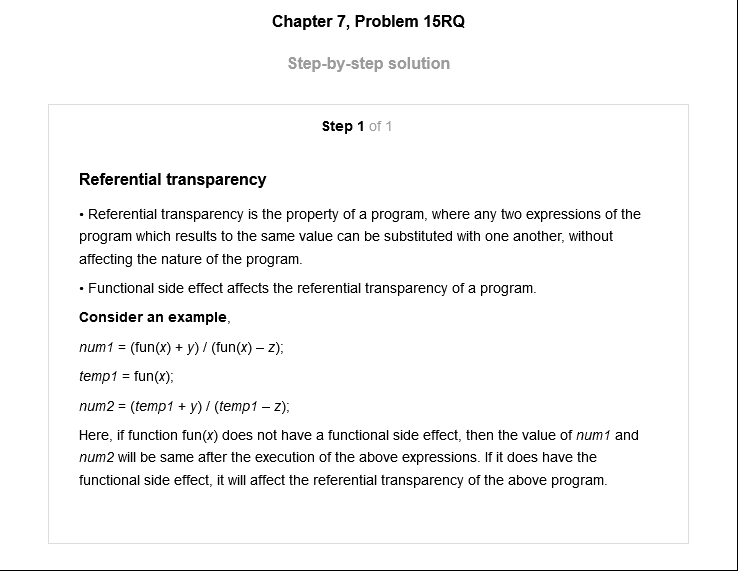 Chapter 7, Problem 15RQ
Step-by-step solution
Step 1 of 1
Referential transparency
• Referential transparency is the property of a program, where any two expressions of the
program which results to the same value can be substituted with one another, without
affecting the nature of the program.
• Functional side effect affects the referential transparency of a program.
Consider an example,
num1 = (fun(x) + y) / (fun(x) – z);
temp1 = fun(x);
num2 = (temp1 + y) / (temp1 – z);
Here, if function fun(x) does not have a functional side effect, then the value of num1 and
num2 will be same after the execution of the above expressions. If it does have the
functional side effect, it will affect the referential transparency of the above program.